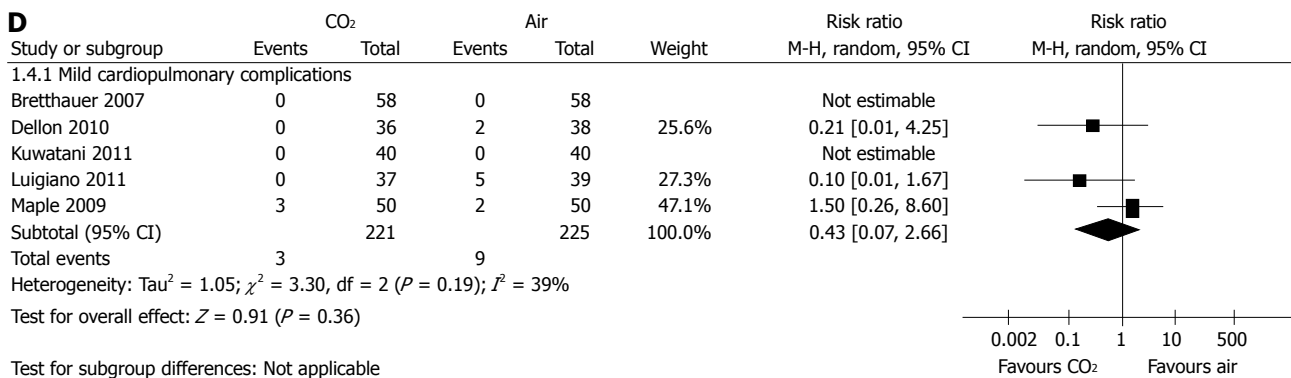 D
CO₂ Air Risk ratio Risk ratio
Study or subgroup Events Total Events Total Weight M-H, random, 95% CI M-H, random, 95% CI
1.4.1 Mild cardiopulmonary complications
Bretthauer 2007 0 58 0 58 Not estimable
Dellon 2010 0 36 2 38 25.6% 0.21 [0.01, 4.25]
Kuwatani 2011 0 40 0 40 Not estimable
Luigiano 2011 0 37 5 39 27.3% 0.10 [0.01, 1.67]
Maple 2009 3 50 2 50 47.1% 1.50 [0.26, 8.60]
Subtotal (95% CI) 221 225 100.0% 0.43 [0.07, 2.66]
Total events 3 9
Heterogeneity: Tau² = 1.05; χ² = 3.30, df = 2 (P = 0.19); I² = 39%
Test for overall effect: Z = 0.91 (P = 0.36)
0.002 0.1 1 10 500
Test for subgroup differences: Not applicable Favours CO₂ Favours air